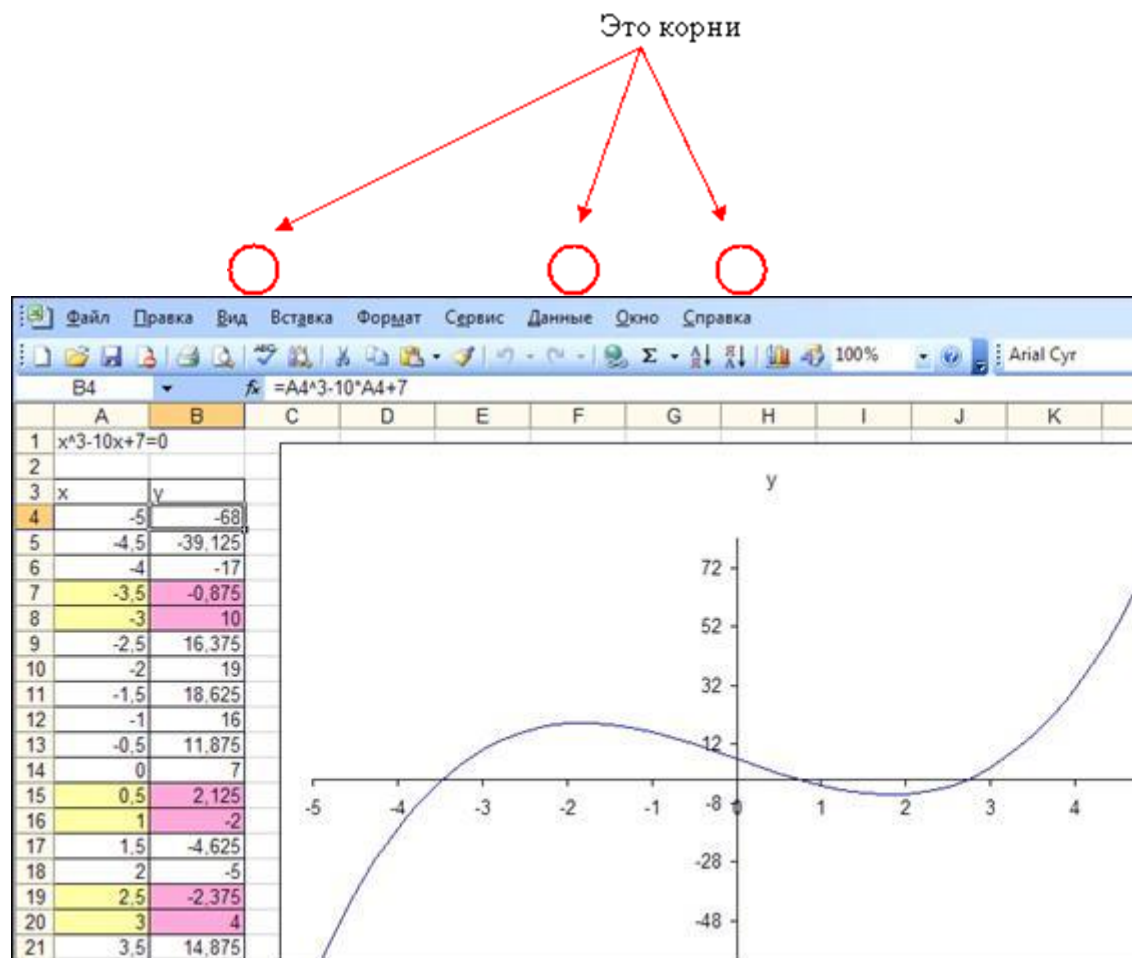 Это корни
Файл Правка Вид Вставка Формат Сервис Данные Окно Справка
100% Arial Cyr
B4 fx =A4^3-10*A4+7
A B C D E F G H I J K
1 x^3-10x+7=0
2
3 x y
4 -5 -68
5 -4,5 -39,125
6 -4 -17
7 -3,5 -0,875
8 -3 10
9 -2,5 16,375
10 -2 19
11 -1,5 18,625
12 -1 16
13 -0,5 11,875
14 0 7
15 0,5 2,125
16 1 -2
17 1,5 -4,625
18 2 -5
19 2,5 -2,375
20 3 4
21 3,5 14,875
y
72
52
32
12
-8
-28
-48
-5 -4 -3 -2 -1 0 1 2 3 4